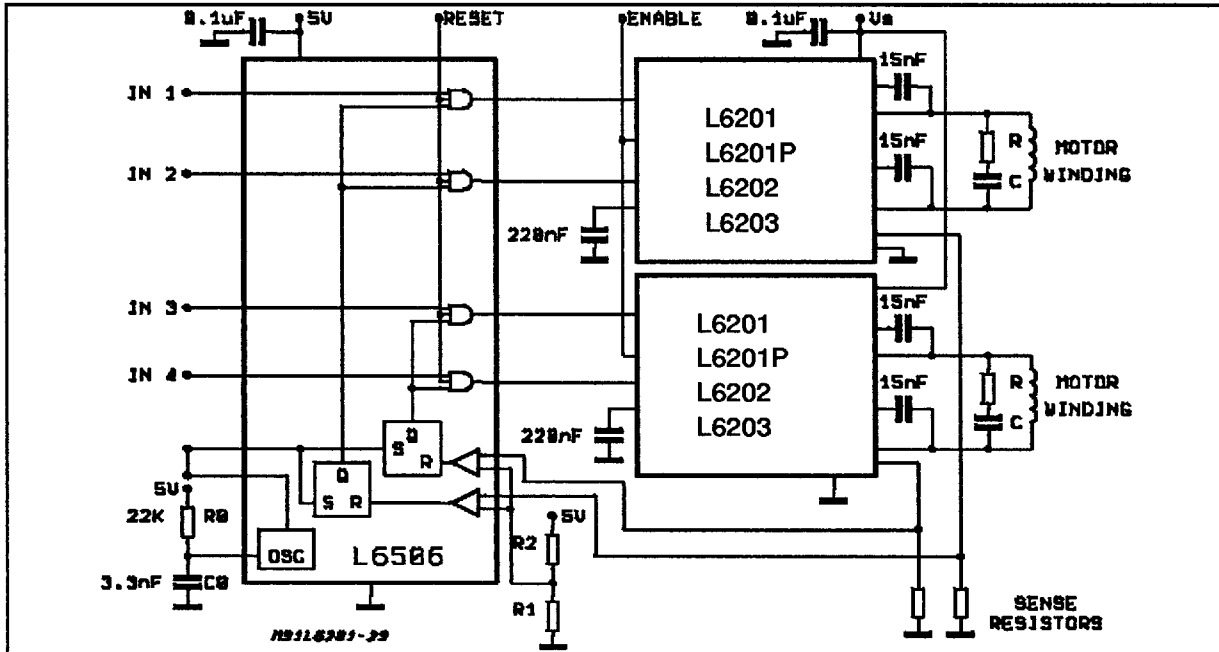 0.1uF
5V
RESET
ENABLE
0.1uF
Vs
15nF
IN 1
L6201
L6201P
L6202
L6203
15nF
R
C
MOTOR
WINDING
IN 2
220nF
IN 3
15nF
L6201
L6201P
L6202
L6203
IN 4
15nF
R
C
MOTOR
WINDING
220nF
Q
S
R
Q
S
R
5V
22K
R0
OSC
L6506
5V
R2
3.3nF
C0
R1
SENSE
RESISTORS